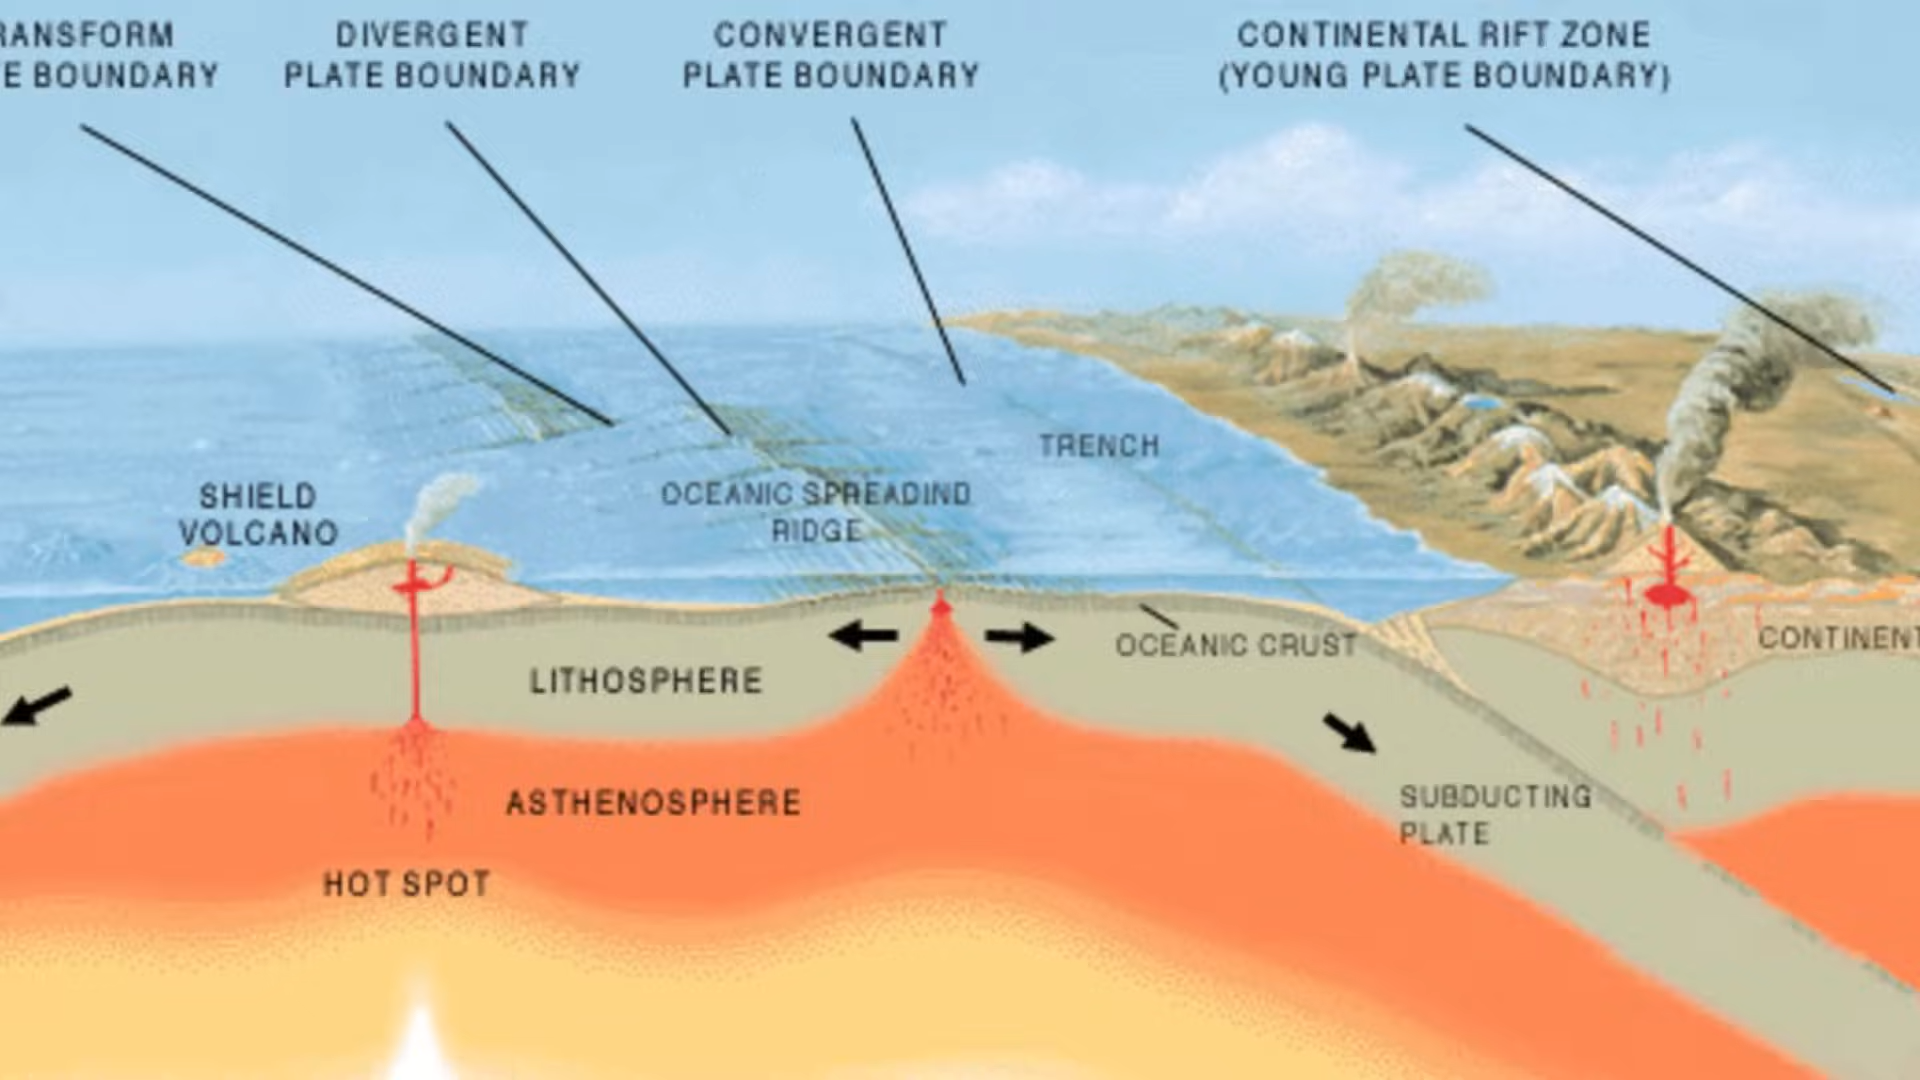 RANSFORM
E BOUNDARY
DIVERGENT
PLATE BOUNDARY
CONVERGENT
PLATE BOUNDARY
CONTINENTAL RIFT ZONE
(YOUNG PLATE BOUNDARY)
TRENCH
SHIELD
VOLCANO
OCEANIC SPREADIND
RIDGE
OCEANIC CRUST
CONTINENT
LITHOSPHERE
ASTHENOSPHERE
SUBDUCTING
PLATE
HOT SPOT